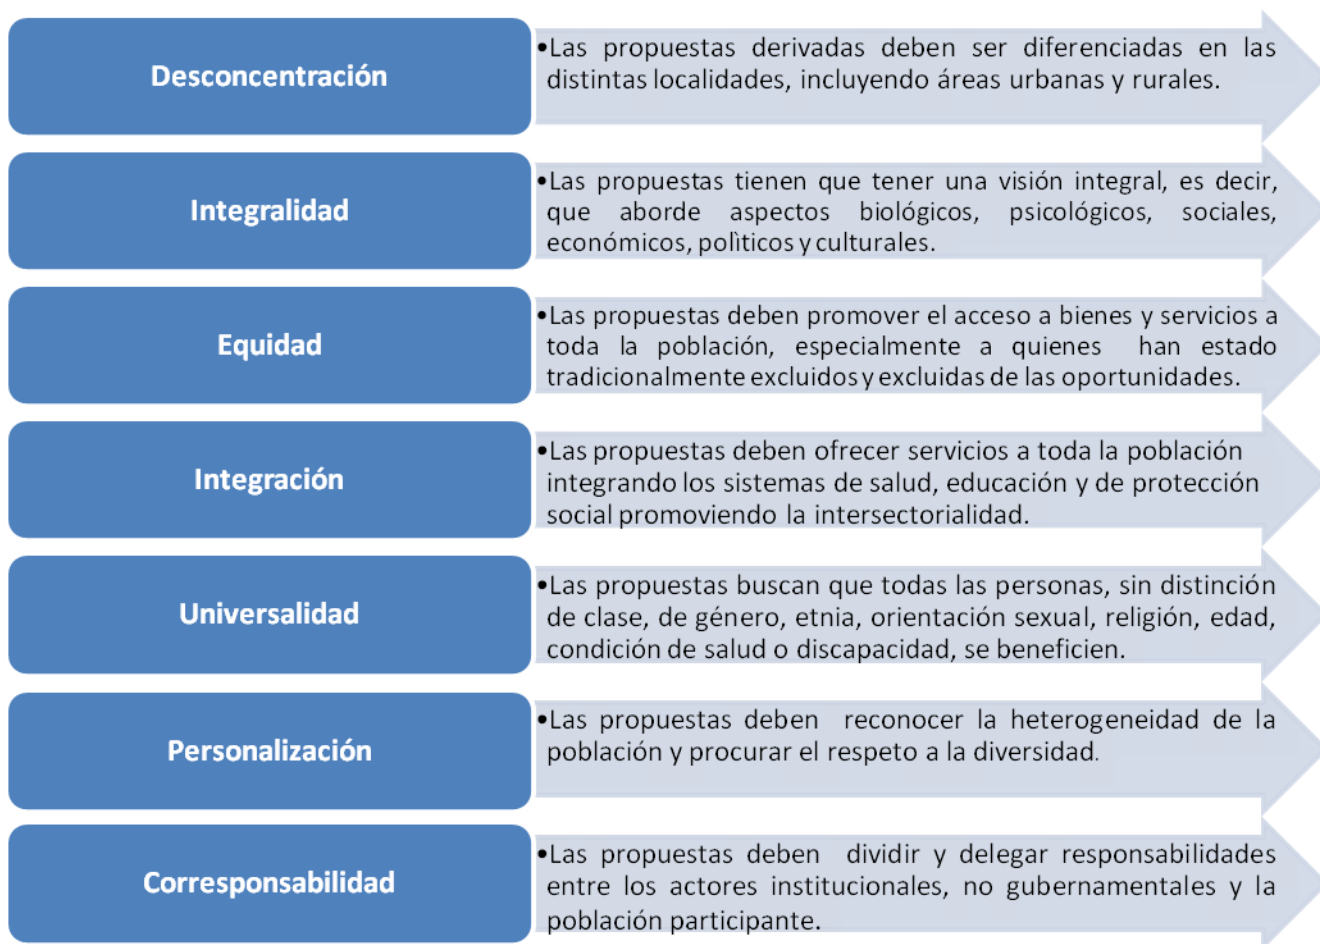 Desconcentración
•Las propuestas derivadas deben ser diferenciadas en las
distintas localidades, incluyendo áreas urbanas y rurales.
Integralidad
•Las propuestas tienen que tener una visión integral, es decir,
que aborde aspectos biológicos, psicológicos, sociales,
económicos, polìticos y culturales.
Equidad
•Las propuestas deben promover el acceso a bienes y servicios a
toda la población, especialmente a quienes han estado
tradicionalmente excluidos y excluidas de las oportunidades.
Integración
•Las propuestas deben ofrecer servicios a toda la población
integrando los sistemas de salud, educación y de protección
social promoviendo la intersectorialidad.
Universalidad
•Las propuestas buscan que todas las personas, sin distinción
de clase, de género, etnia, orientación sexual, religión, edad,
condición de salud o discapacidad, se beneficien.
Personalización
•Las propuestas deben reconocer la heterogeneidad de la
población y procurar el respeto a la diversidad.
Corresponsabilidad
•Las propuestas deben dividir y delegar responsabilidades
entre los actores institucionales, no gubernamentales y la
población participante.